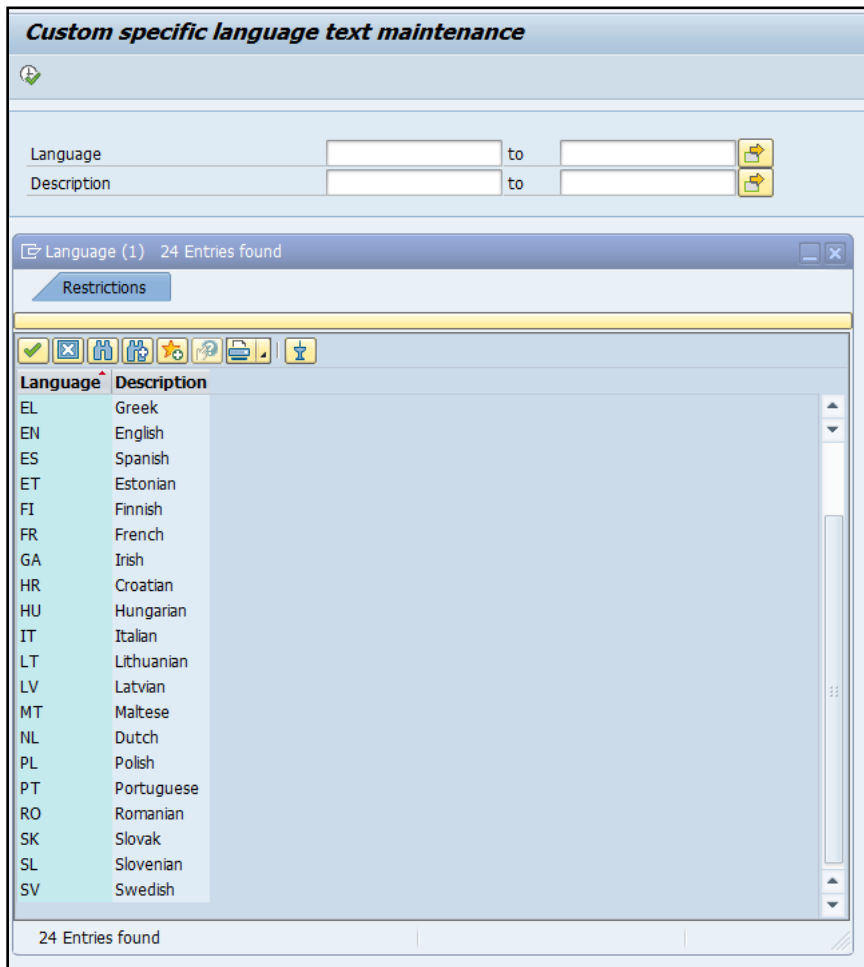 Custom specific language text maintenance
Language to
Description to
Language (1) 24 Entries found
Restrictions
Language Description
EL Greek
EN English
ES Spanish
ET Estonian
FI Finnish
FR French
GA Irish
HR Croatian
HU Hungarian
IT Italian
LT Lithuanian
LV Latvian
MT Maltese
NL Dutch
PL Polish
PT Portuguese
RO Romanian
SK Slovak
SL Slovenian
SV Swedish
24 Entries found